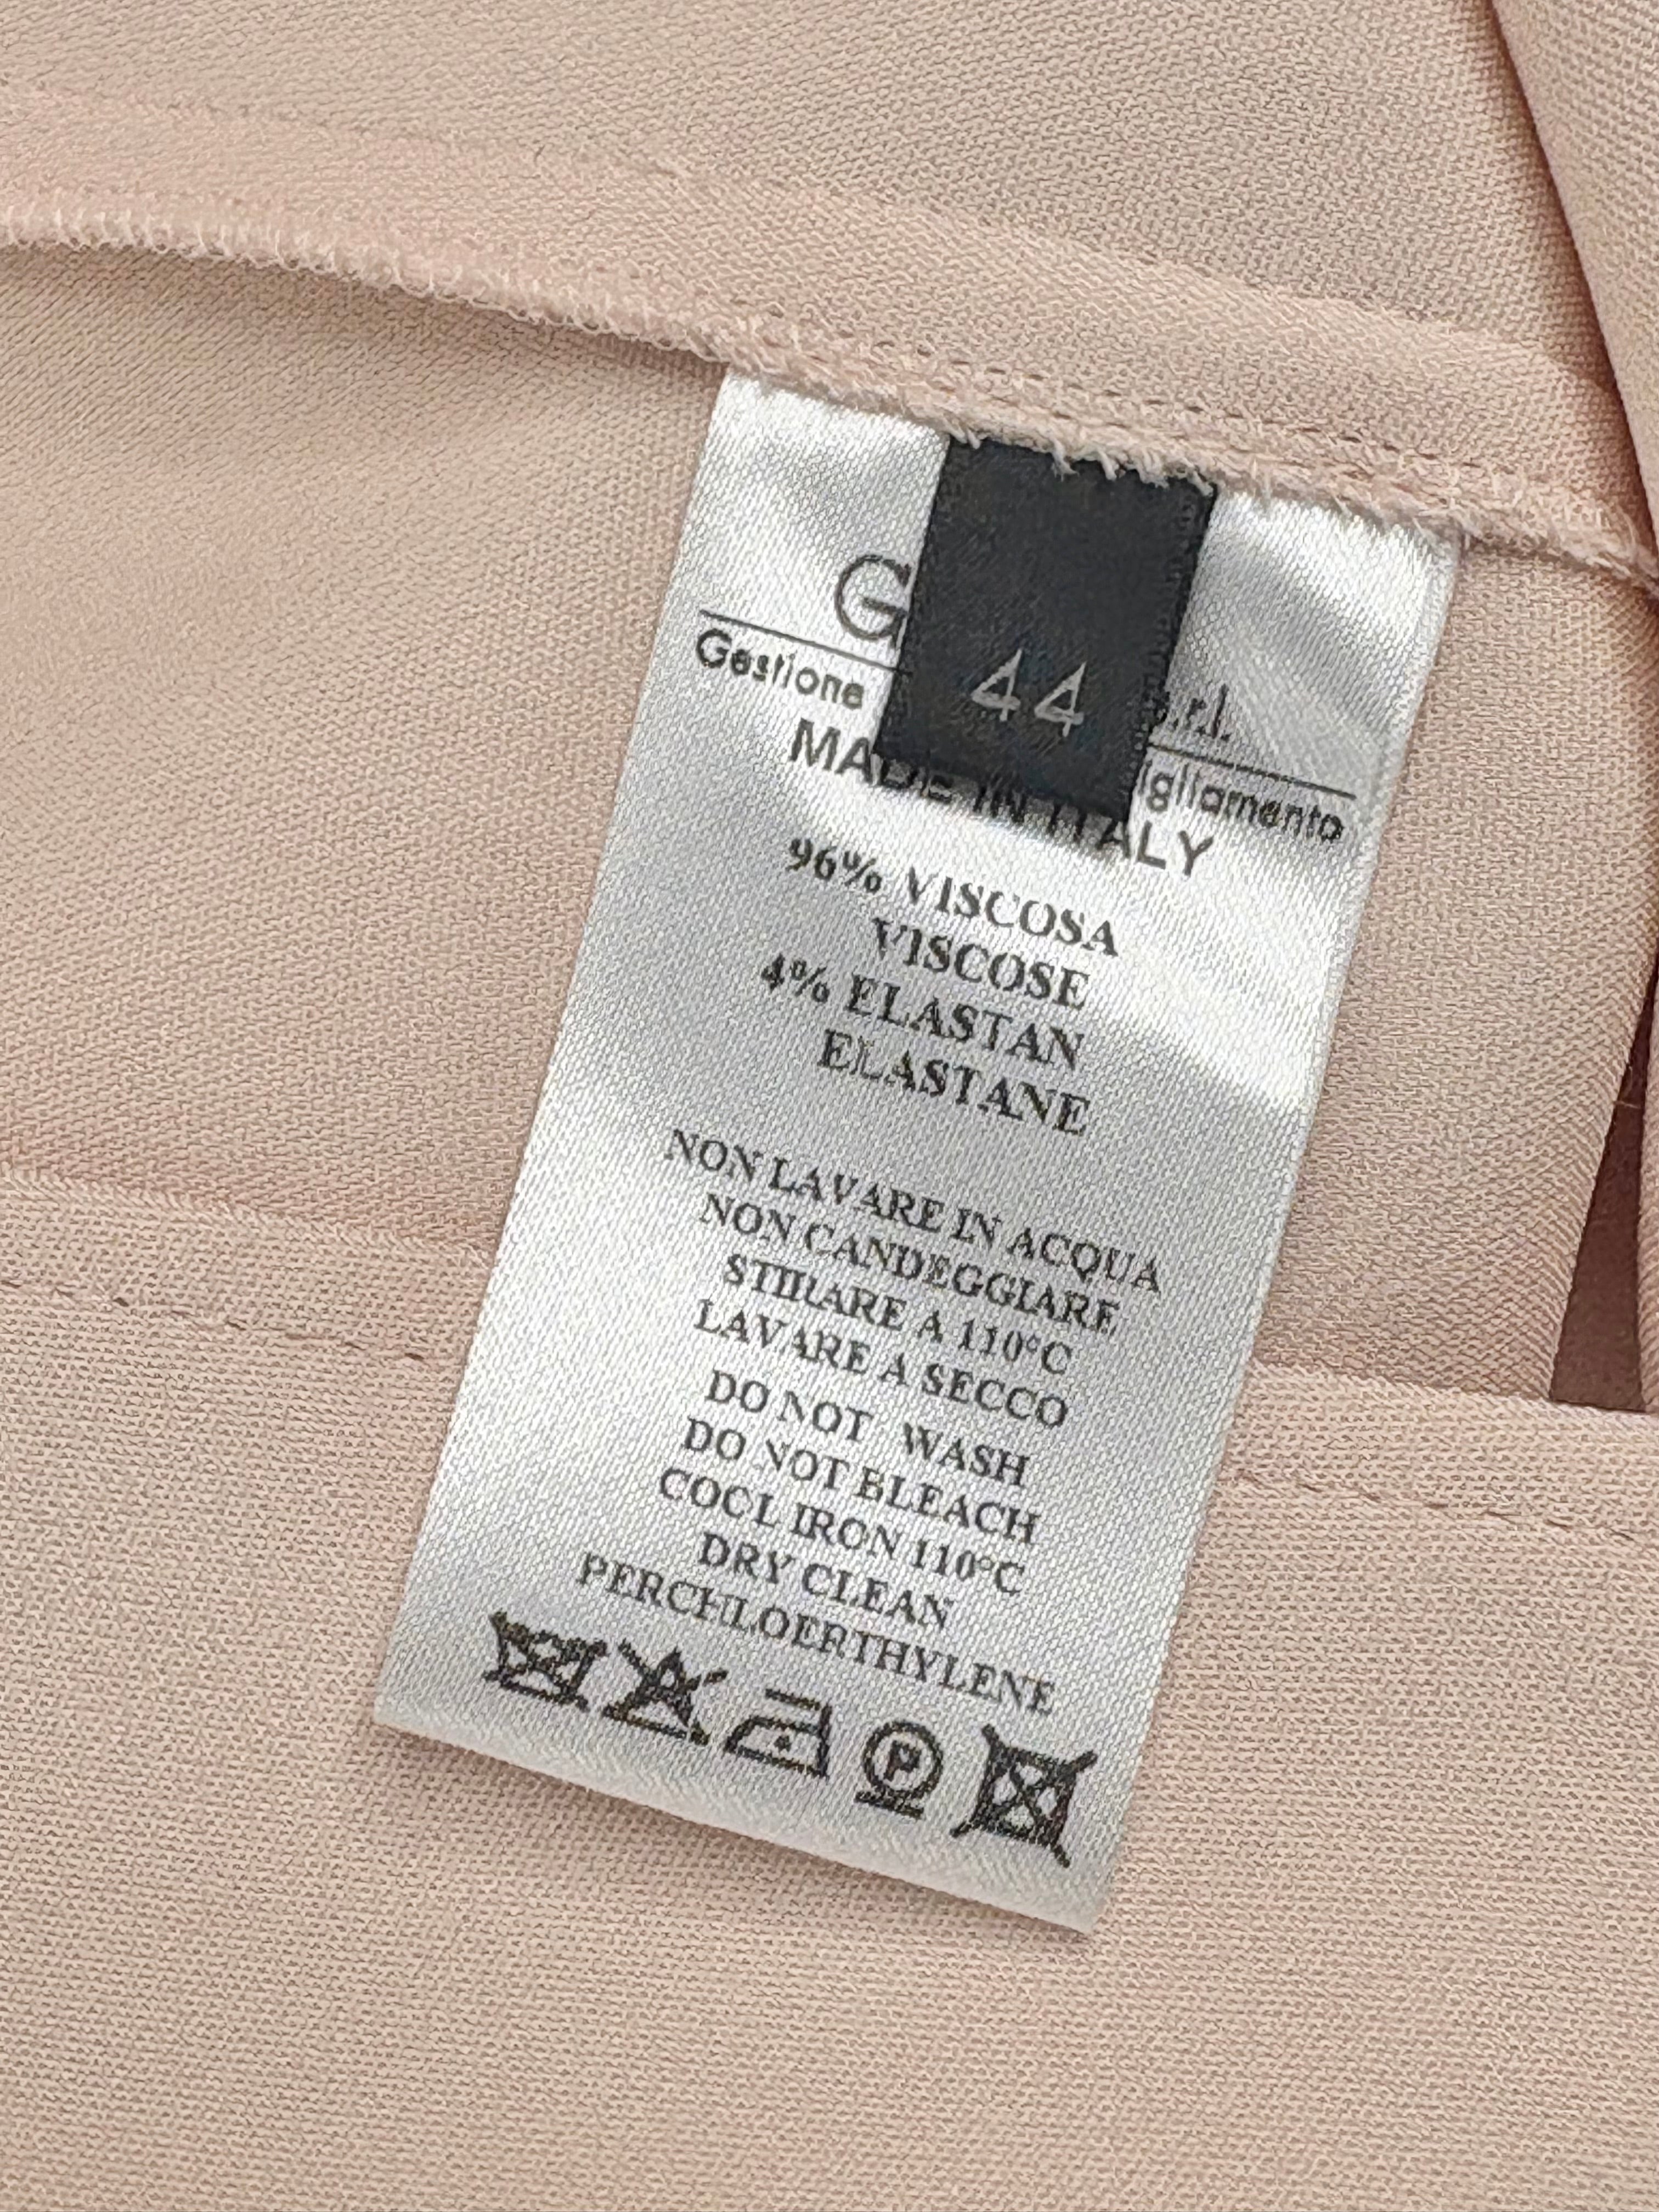 44
G
s.r.l.
Gestione igliamento
MADE IN ITALY
96% VISCOSA
VISCOSE
4% ELASTAN
ELASTANE
NON LAVARE IN ACQUA
NON CANDEGGIARE
STIRARE A 110°C
LAVARE A SECCO
DO NOT WASH
DO NOT BLEACH
COOL IRON 110°C
DRY CLEAN
PERCHLOERTHYLENE
P